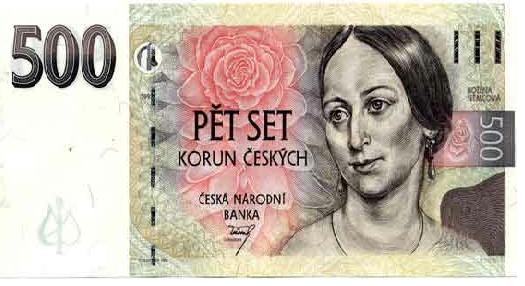 500
PĚT SET
KORUN ČESKÝCH
ČESKÁ NÁRODNÍ
BANKA
BOŽENA
NĚMCOVÁ
500